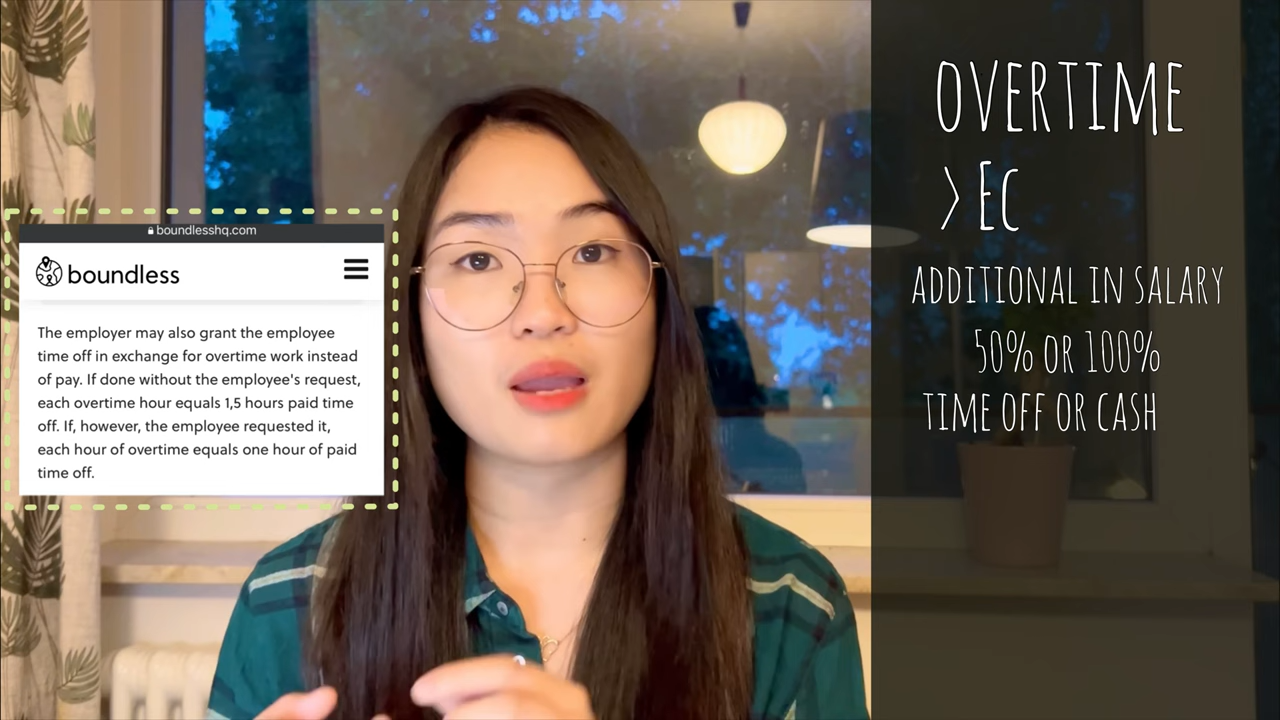 boundlesshq.com
boundless
The employer may also grant the employee
time off in exchange for overtime work instead
of pay. If done without the employee's request,
each overtime hour equals 1,5 hours paid time
off. If, however, the employee requested it,
each hour of overtime equals one hour of paid
time off.
OVERTIME
> Ec
ADDITIONAL IN SALARY
50% OR 100%
TIME OFF OR CASH